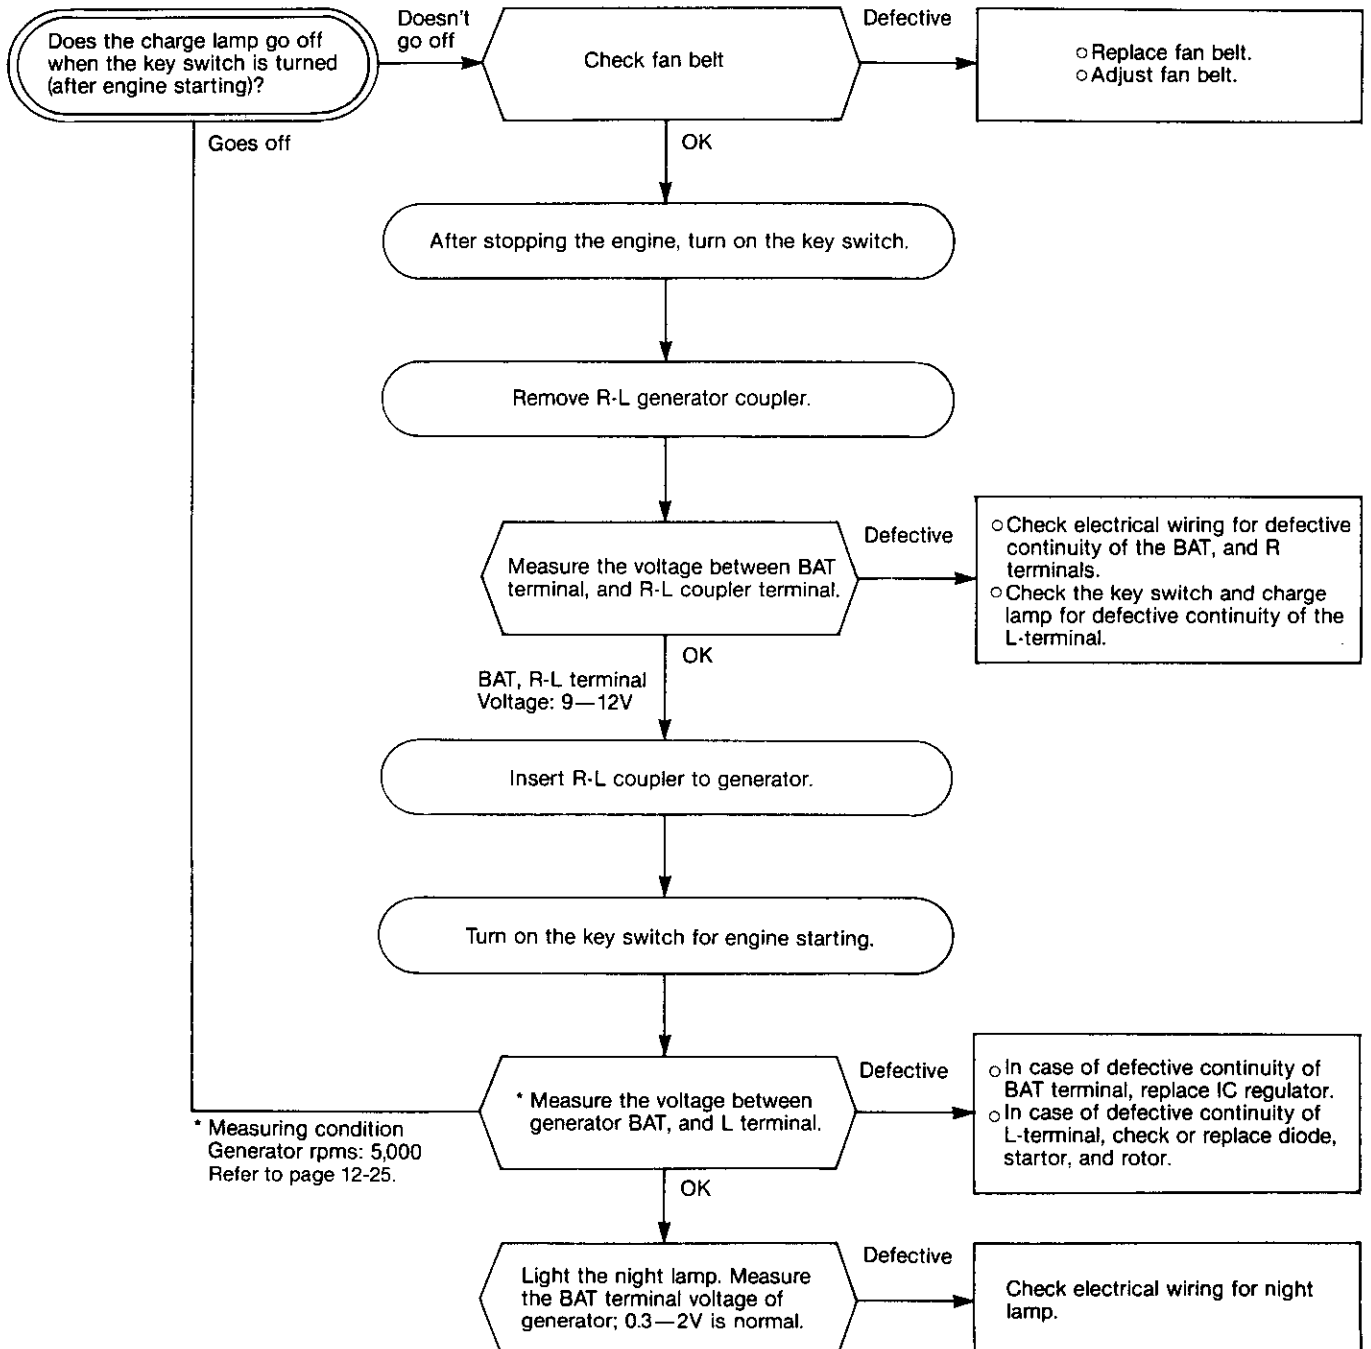 Does the charge lamp go off
when the key switch is turned
(after engine starting)?
Doesn't
go off
Check fan belt
Defective
○ Replace fan belt.
○ Adjust fan belt.
Goes off
OK
After stopping the engine, turn on the key switch.
Remove R-L generator coupler.
Measure the voltage between BAT
terminal, and R-L coupler terminal.
Defective
○ Check electrical wiring for defective
continuity of the BAT, and R
terminals.
○ Check the key switch and charge
lamp for defective continuity of the
L-terminal.
OK
BAT, R-L terminal
Voltage: 9—12V
Insert R-L coupler to generator.
Turn on the key switch for engine starting.
* Measure the voltage between
generator BAT, and L terminal.
Defective
○ In case of defective continuity of
BAT terminal, replace IC regulator.
○ In case of defective continuity of
L-terminal, check or replace diode,
startor, and rotor.
* Measuring condition
Generator rpms: 5,000
Refer to page 12-25.
OK
Light the night lamp. Measure
the BAT terminal voltage of
generator; 0.3—2V is normal.
Defective
Check electrical wiring for night
lamp.